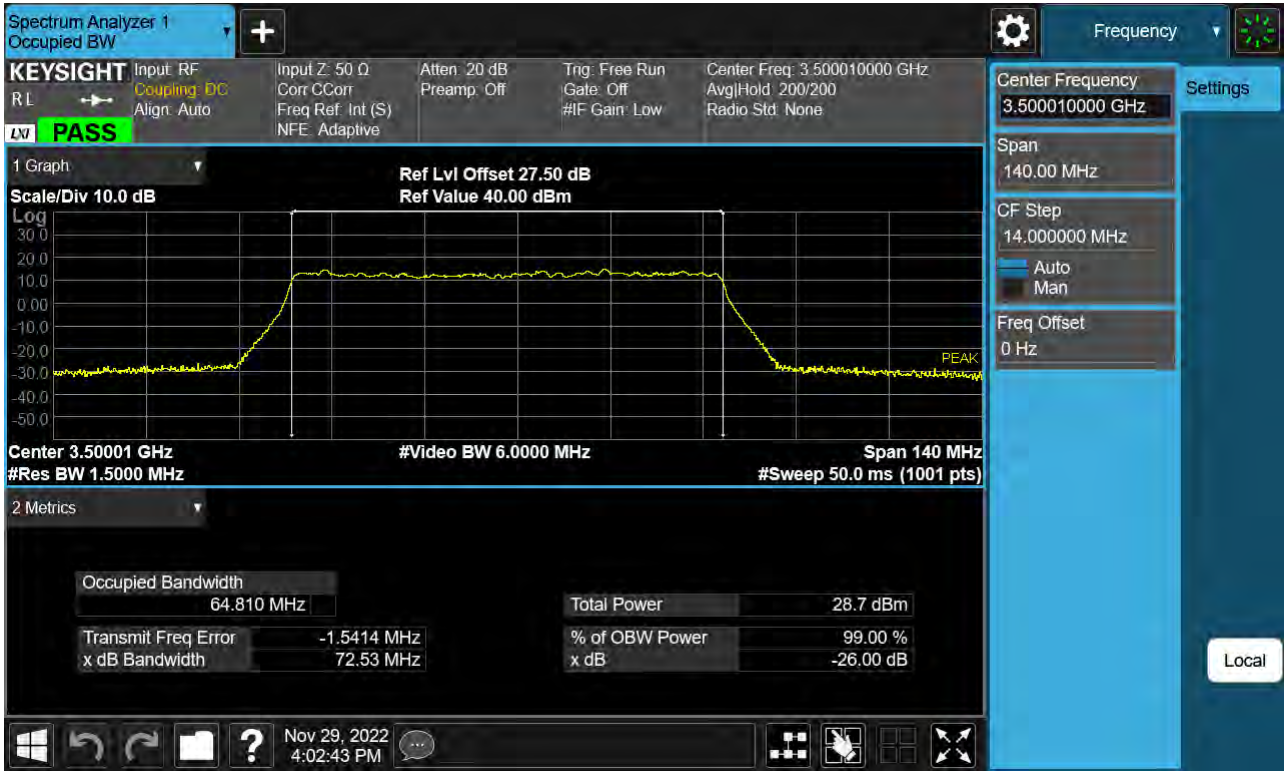 Spectrum Analyzer 1
Occupied BW
+
Frequency
KEYSIGHT
R L
LXI
PASS
Input: RF
Coupling: DC
Align: Auto
Input Z: 50 Ω
Corr CCorr
Freq Ref: Int (S)
NFE: Adaptive
Atten: 20 dB
Preamp: Off
Trig: Free Run
Gate: Off
#IF Gain: Low
Center Freq: 3.500010000 GHz
Avg|Hold: 200/200
Radio Std: None
Center Frequency
3.500010000 GHz
Settings
Span
140.00 MHz
CF Step
14.000000 MHz
Auto
Man
Freq Offset
0 Hz
Local
1 Graph
Scale/Div 10.0 dB
Ref Lvl Offset 27.50 dB
Ref Value 40.00 dBm
Log
30.0
20.0
10.0
0.00
-10.0
-20.0
-30.0
-40.0
-50.0
PEAK
Center 3.50001 GHz
#Video BW 6.0000 MHz
Span 140 MHz
#Res BW 1.5000 MHz
#Sweep 50.0 ms (1001 pts)
2 Metrics
Occupied Bandwidth
64.810 MHz
Total Power 28.7 dBm
Transmit Freq Error -1.5414 MHz
% of OBW Power 99.00 %
x dB Bandwidth 72.53 MHz
x dB -26.00 dB
?
Nov 29, 2022
4:02:43 PM